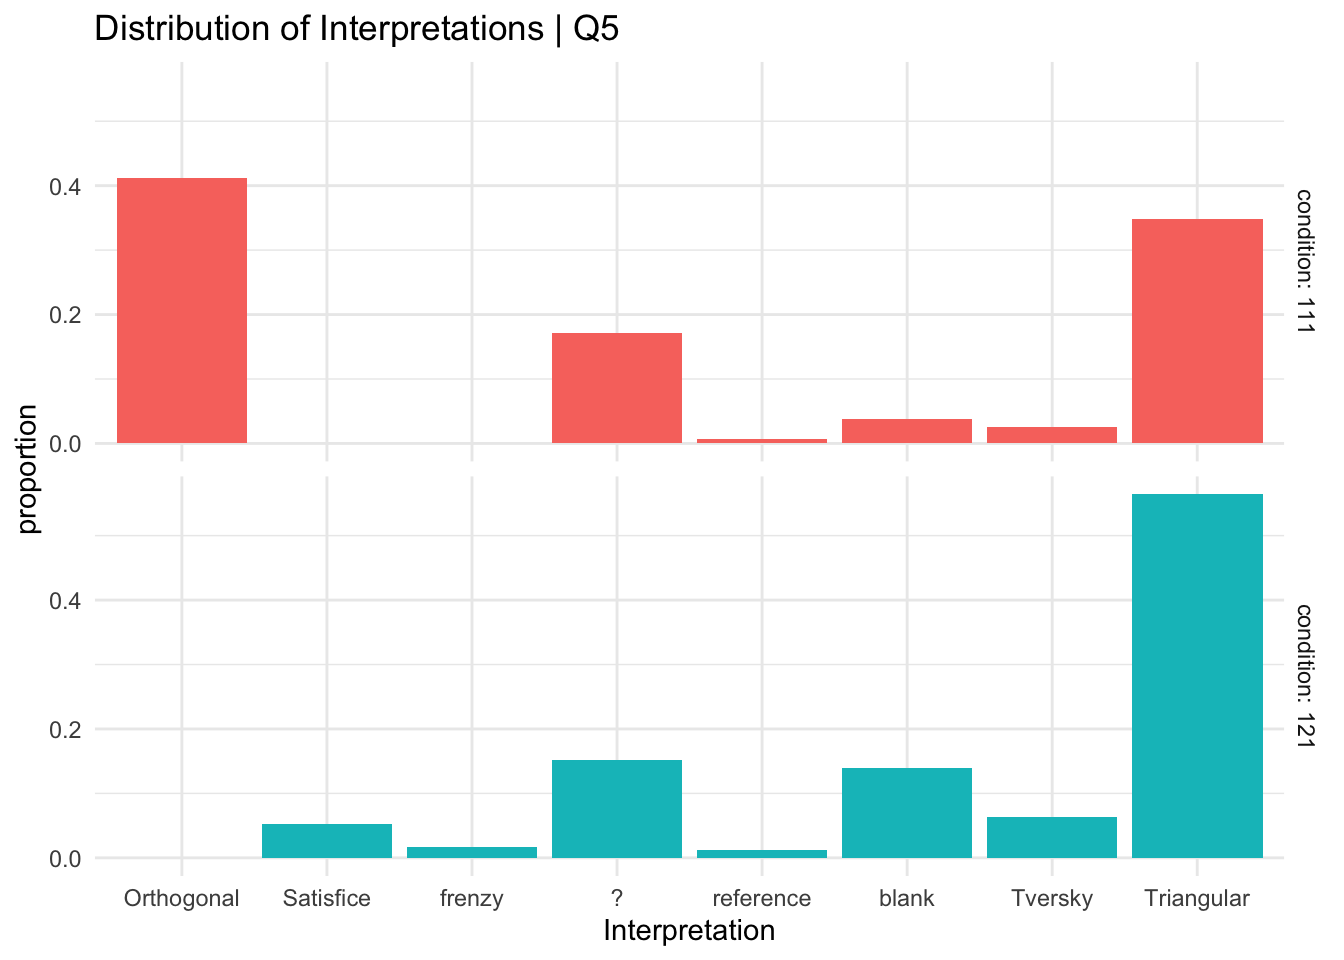 Distribution of Interpretations | Q5
proportion
0.4
0.2
0.0
condition: 111
0.4
0.2
0.0
condition: 121
Orthogonal Satisfice frenzy ? reference blank Tversky Triangular
Interpretation